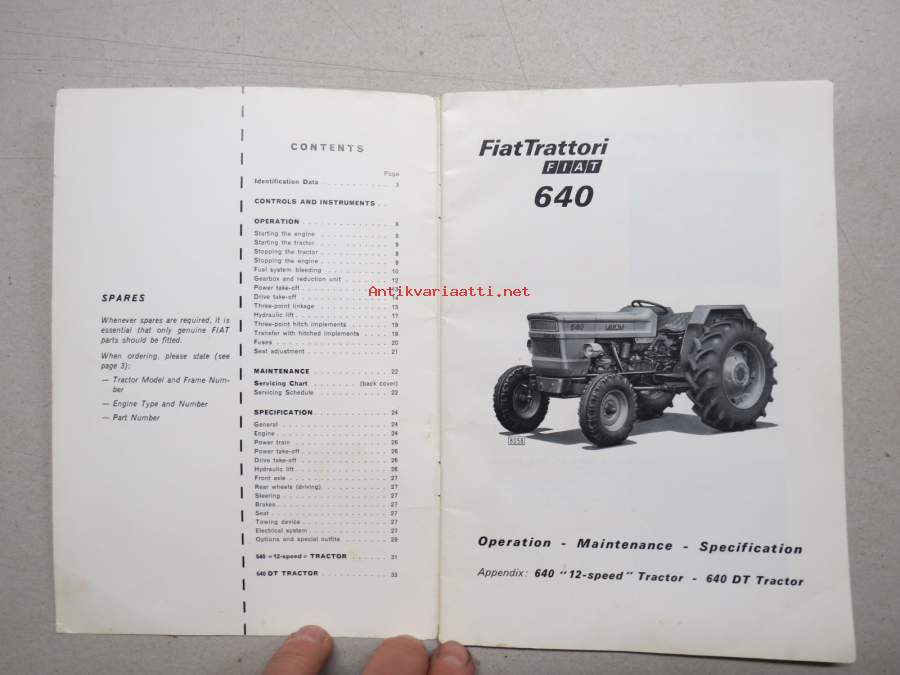 SPARES
Whenever spares are required, it is
essential that only genuine FIAT
parts should be fitted.
When ordering, please state (see
page 3):
— Tractor Model and Frame Num-
ber
— Engine Type and Number
— Part Number
CONTENTS
Page
Identification Data . . . . . . . . . . . 3
CONTROLS AND INSTRUMENTS . .
OPERATION . . . . . . . . . . . . . . 8
Starting the engine . . . . . . . . . . . 8
Starting the tractor . . . . . . . . . . . 9
Stopping the tractor . . . . . . . . . . 9
Stopping the engine . . . . . . . . . . 9
Fuel system bleeding . . . . . . . . . 10
Gearbox and reduction unit . . . . . . 12
Power take-off . . . . . . . . . . . . . 13
Drive take-off . . . . . . . . . . . . . 14
Three-point linkage . . . . . . . . . . 15
Hydraulic lift . . . . . . . . . . . . . . 17
Three-point hitch implements . . . . . 18
Transfer with hitched implements . . . 19
Fuses . . . . . . . . . . . . . . . . . 20
Seat adjustment . . . . . . . . . . . . 21
MAINTENANCE . . . . . . . . . . . . 22
Servicing Chart . . . . . . . (back cover)
Servicing Schedule . . . . . . . . . . 22
SPECIFICATION . . . . . . . . . . . . 24
General . . . . . . . . . . . . . . . . 24
Engine . . . . . . . . . . . . . . . . . 24
Power train . . . . . . . . . . . . . . 26
Power take-off . . . . . . . . . . . . . 26
Drive take-off . . . . . . . . . . . . . 26
Hydraulic lift . . . . . . . . . . . . . . 26
Front axle . . . . . . . . . . . . . . . 27
Rear wheels (driving) . . . . . . . . . 27
Steering . . . . . . . . . . . . . . . . 27
Brakes . . . . . . . . . . . . . . . . . 27
Seat . . . . . . . . . . . . . . . . . . 27
Towing device . . . . . . . . . . . . . 27
Electrical system . . . . . . . . . . . 27
Options and special outfits . . . . . . 29
640 «12-speed» TRACTOR . . . . . . 31
640 DT TRACTOR . . . . . . . . . . . 33
Antikvariaatti.net
FiatTrattori
FIAT
640
640
FIAT
8058
Operation - Maintenance - Specification
Appendix: 640 "12-speed" Tractor - 640 DT Tractor